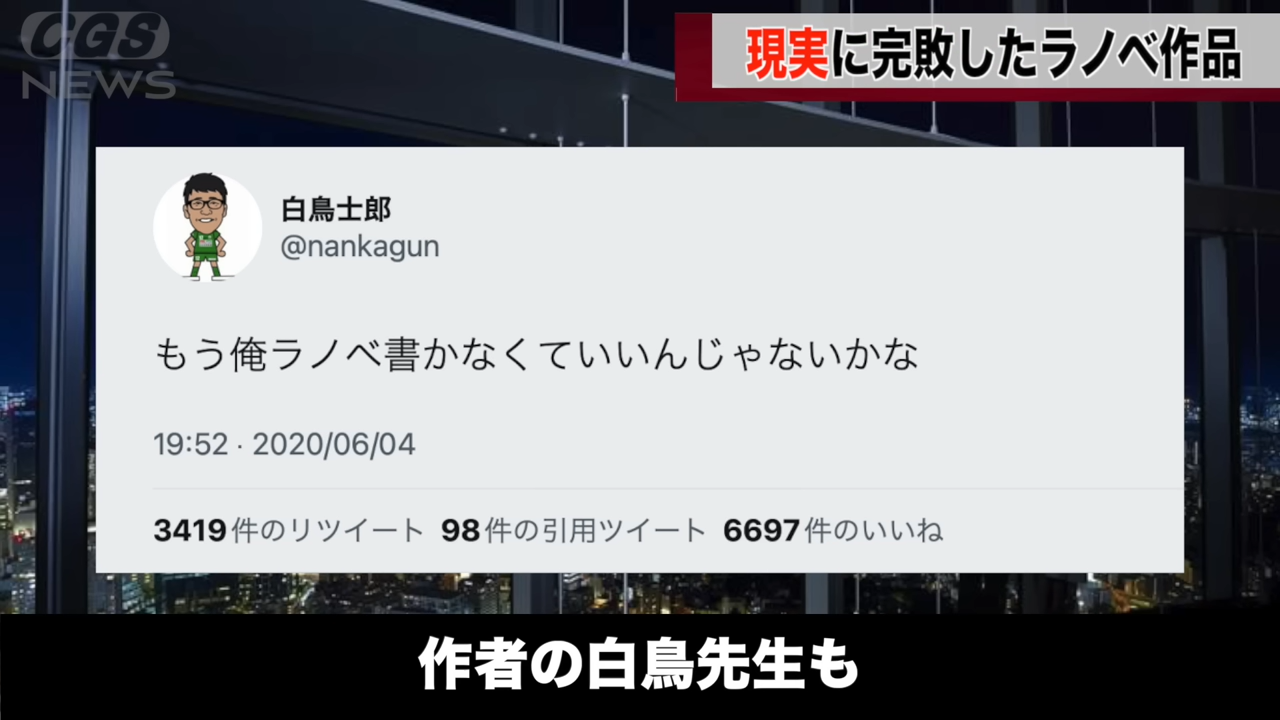 CGS
NEWS
現実に完敗したラノベ作品
白鳥士郎
@nankagun
もう俺ラノベ書かなくていいんじゃないかな
19:52 · 2020/06/04
3419件のリツイート 98件の引用ツイート 6697件のいいね
作者の白鳥先生も